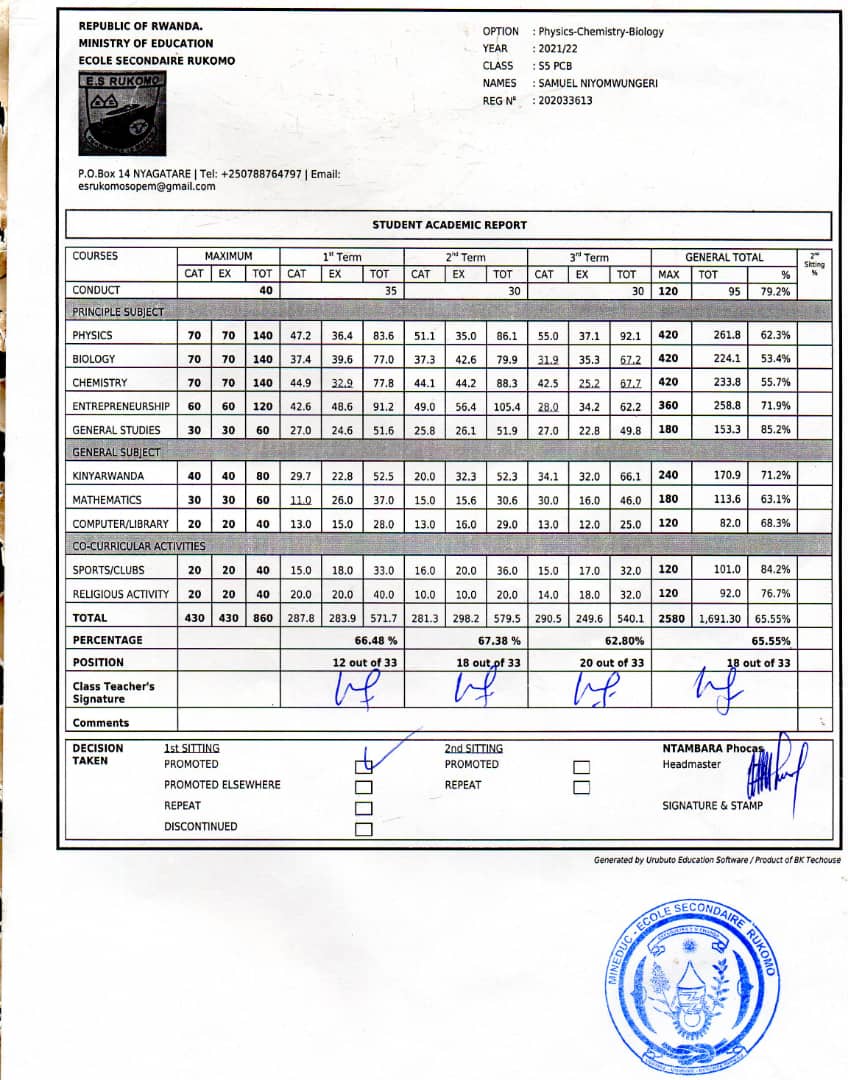 REPUBLIC OF RWANDA.
MINISTRY OF EDUCATION
ECOLE SECONDAIRE RUKOMO
E.S RUKOMO
P.O.Box 14 NYAGATARE | Tel: +250788764797 | Email:
esrukomosopem@gmail.com
OPTION : Physics-Chemistry-Biology
YEAR : 2021/22
CLASS : S5 PCB
NAMES : SAMUEL NIYOMWUNGERI
REG N° : 202033613
STUDENT ACADEMIC REPORT
COURSES MAXIMUM 1st Term 2nd Term 3rd Term GENERAL TOTAL 2nd Sitting %
CAT EX TOT CAT EX TOT CAT EX TOT CAT EX TOT MAX TOT %
CONDUCT 40 35 30 30 120 95 79.2%
PRINCIPLE SUBJECT
PHYSICS 70 70 140 47.2 36.4 83.6 51.1 35.0 86.1 55.0 37.1 92.1 420 261.8 62.3%
BIOLOGY 70 70 140 37.4 39.6 77.0 37.3 42.6 79.9 31.9 35.3 67.2 420 224.1 53.4%
CHEMISTRY 70 70 140 44.9 32.9 77.8 44.1 44.2 88.3 42.5 25.2 67.7 420 233.8 55.7%
ENTREPRENEURSHIP 60 60 120 42.6 48.6 91.2 49.0 56.4 105.4 28.0 34.2 62.2 360 258.8 71.9%
GENERAL STUDIES 30 30 60 27.0 24.6 51.6 25.8 26.1 51.9 27.0 22.8 49.8 180 153.3 85.2%
GENERAL SUBJECT
KINYARWANDA 40 40 80 29.7 22.8 52.5 20.0 32.3 52.3 34.1 32.0 66.1 240 170.9 71.2%
MATHEMATICS 30 30 60 11.0 26.0 37.0 15.0 15.6 30.6 30.0 16.0 46.0 180 113.6 63.1%
COMPUTER/LIBRARY 20 20 40 13.0 15.0 28.0 13.0 16.0 29.0 13.0 12.0 25.0 120 82.0 68.3%
CO-CURRICULAR ACTIVITIES
SPORTS/CLUBS 20 20 40 15.0 18.0 33.0 16.0 20.0 36.0 15.0 17.0 32.0 120 101.0 84.2%
RELIGIOUS ACTIVITY 20 20 40 20.0 20.0 40.0 10.0 10.0 20.0 14.0 18.0 32.0 120 92.0 76.7%
TOTAL 430 430 860 287.8 283.9 571.7 281.3 298.2 579.5 290.5 249.6 540.1 2580 1,691.30 65.55%
PERCENTAGE 66.48 % 67.38 % 62.80% 65.55%
POSITION 12 out of 33 18 out of 33 20 out of 33 18 out of 33
Class Teacher's
Signature
Comments
DECISION TAKEN
1st SITTING
PROMOTED
PROMOTED ELSEWHERE
REPEAT
DISCONTINUED
2nd SITTING
PROMOTED
REPEAT
NTAMBARA Phocas
Headmaster
SIGNATURE & STAMP
Generated by Urubuto Education Software / Product of BK Techouse
MINEDUC - ECOLE SECONDAIRE RUKOMO